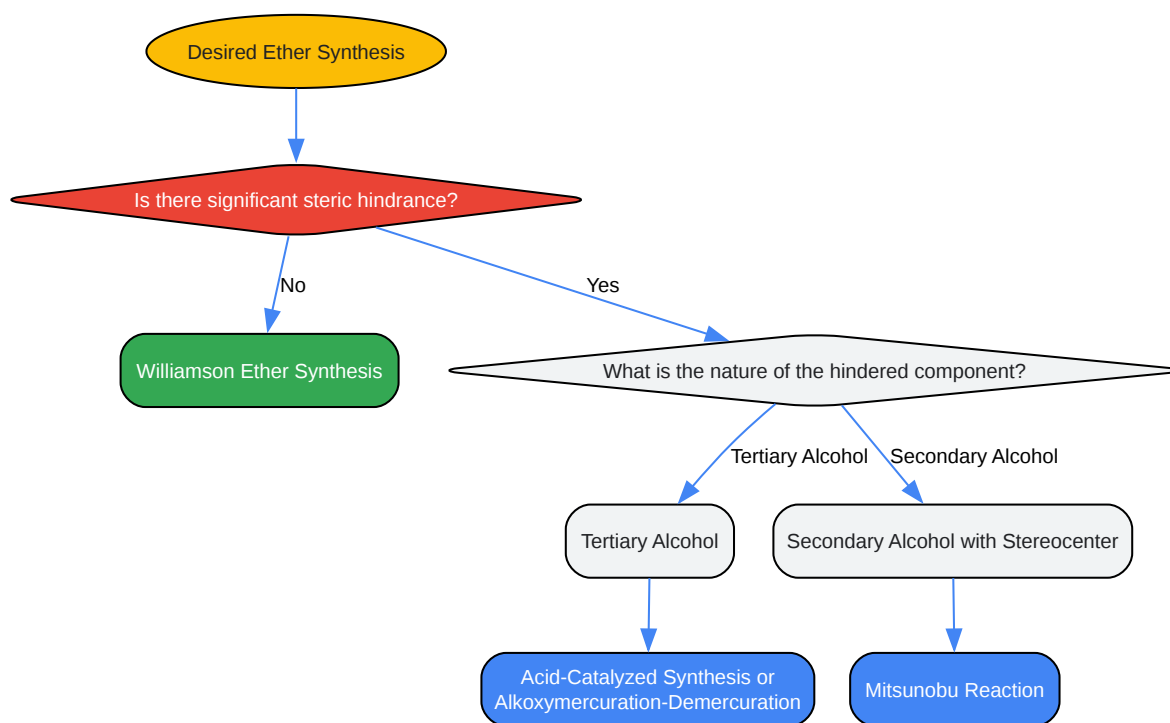 Desired Ether Synthesis
Is there significant steric hindrance?
No
Yes
Williamson Ether Synthesis
What is the nature of the hindered component?
Tertiary Alcohol
Secondary Alcohol
Tertiary Alcohol
Secondary Alcohol with Stereocenter
Acid-Catalyzed Synthesis or
Alkoxymercuration-Demercuration
Mitsunobu Reaction